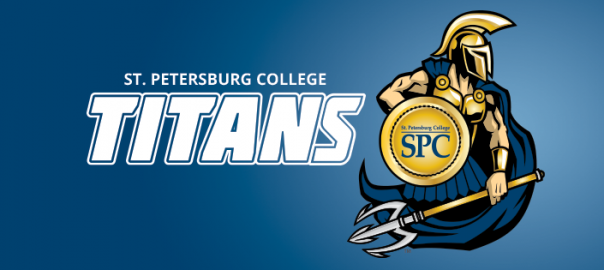 ST. PETERSBURG COLLEGE
TITANS
St. Petersburg College
SPC